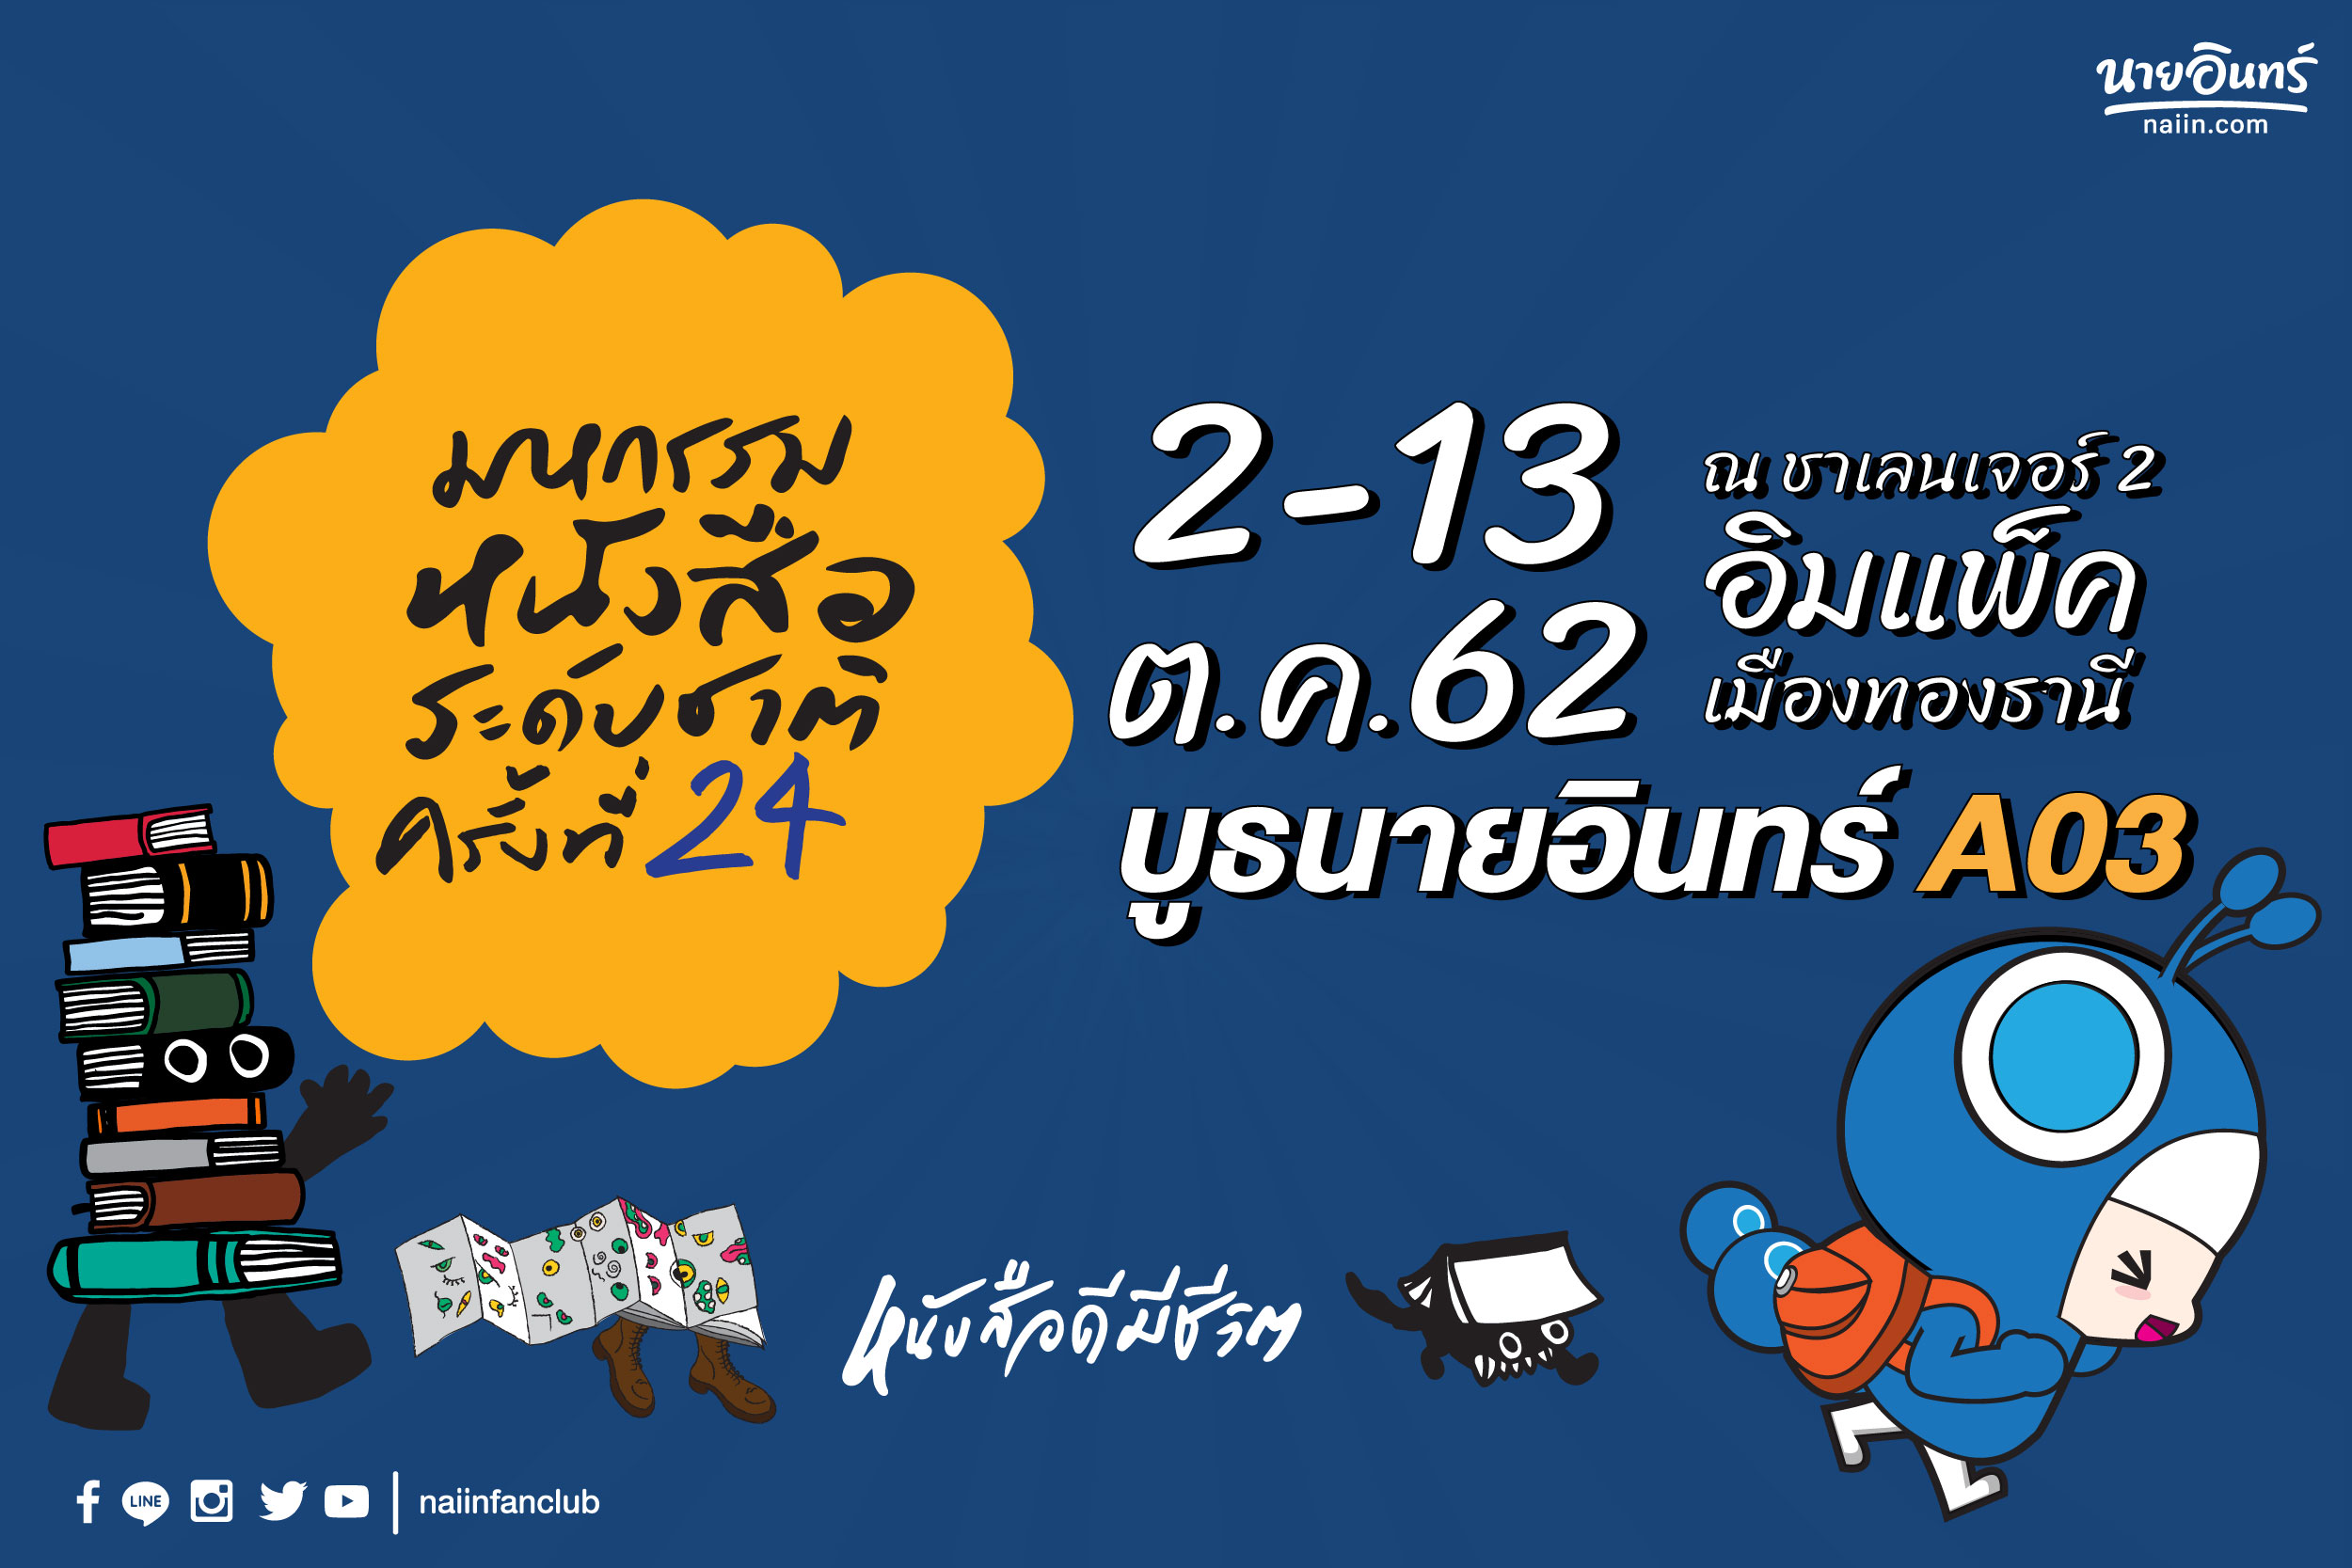 นายอินทร์
naiin.com
มหกรรม
หนังสือ
ระดับชาติ
ครั้งที่ 24
2-13
ต.ค.62
ณ ชาเลนเจอร์ 2
อิมแพ็ค
เมืองทองธานี
บูธนายอินทร์ A03
หนังสือดีมีชีวิต
LINE
naiinfanclub